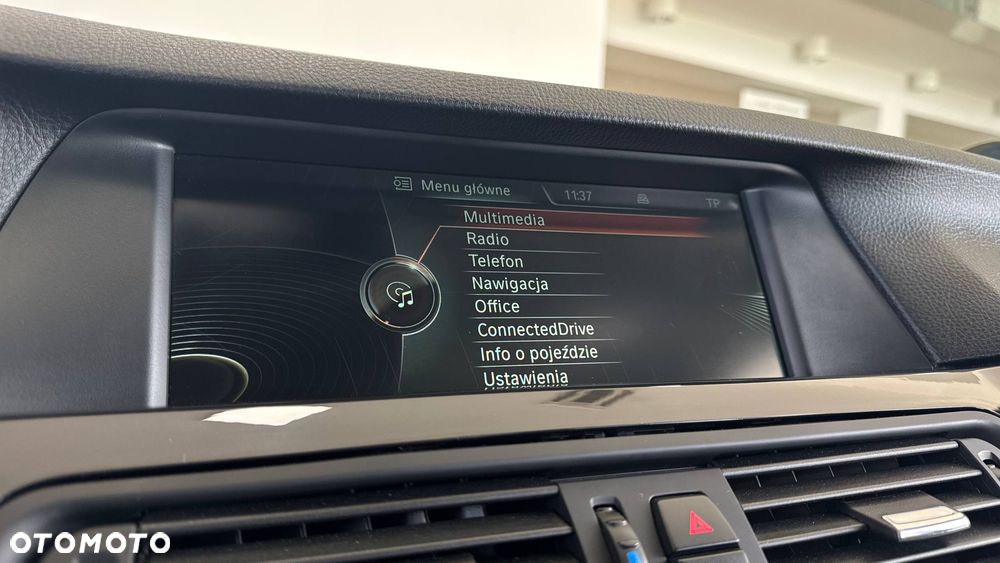 Menu główne 11:37 TP
Multimedia
Radio
Telefon
Nawigacja
Office
ConnectedDrive
Info o pojeździe
Ustawienia
OTOMOTO